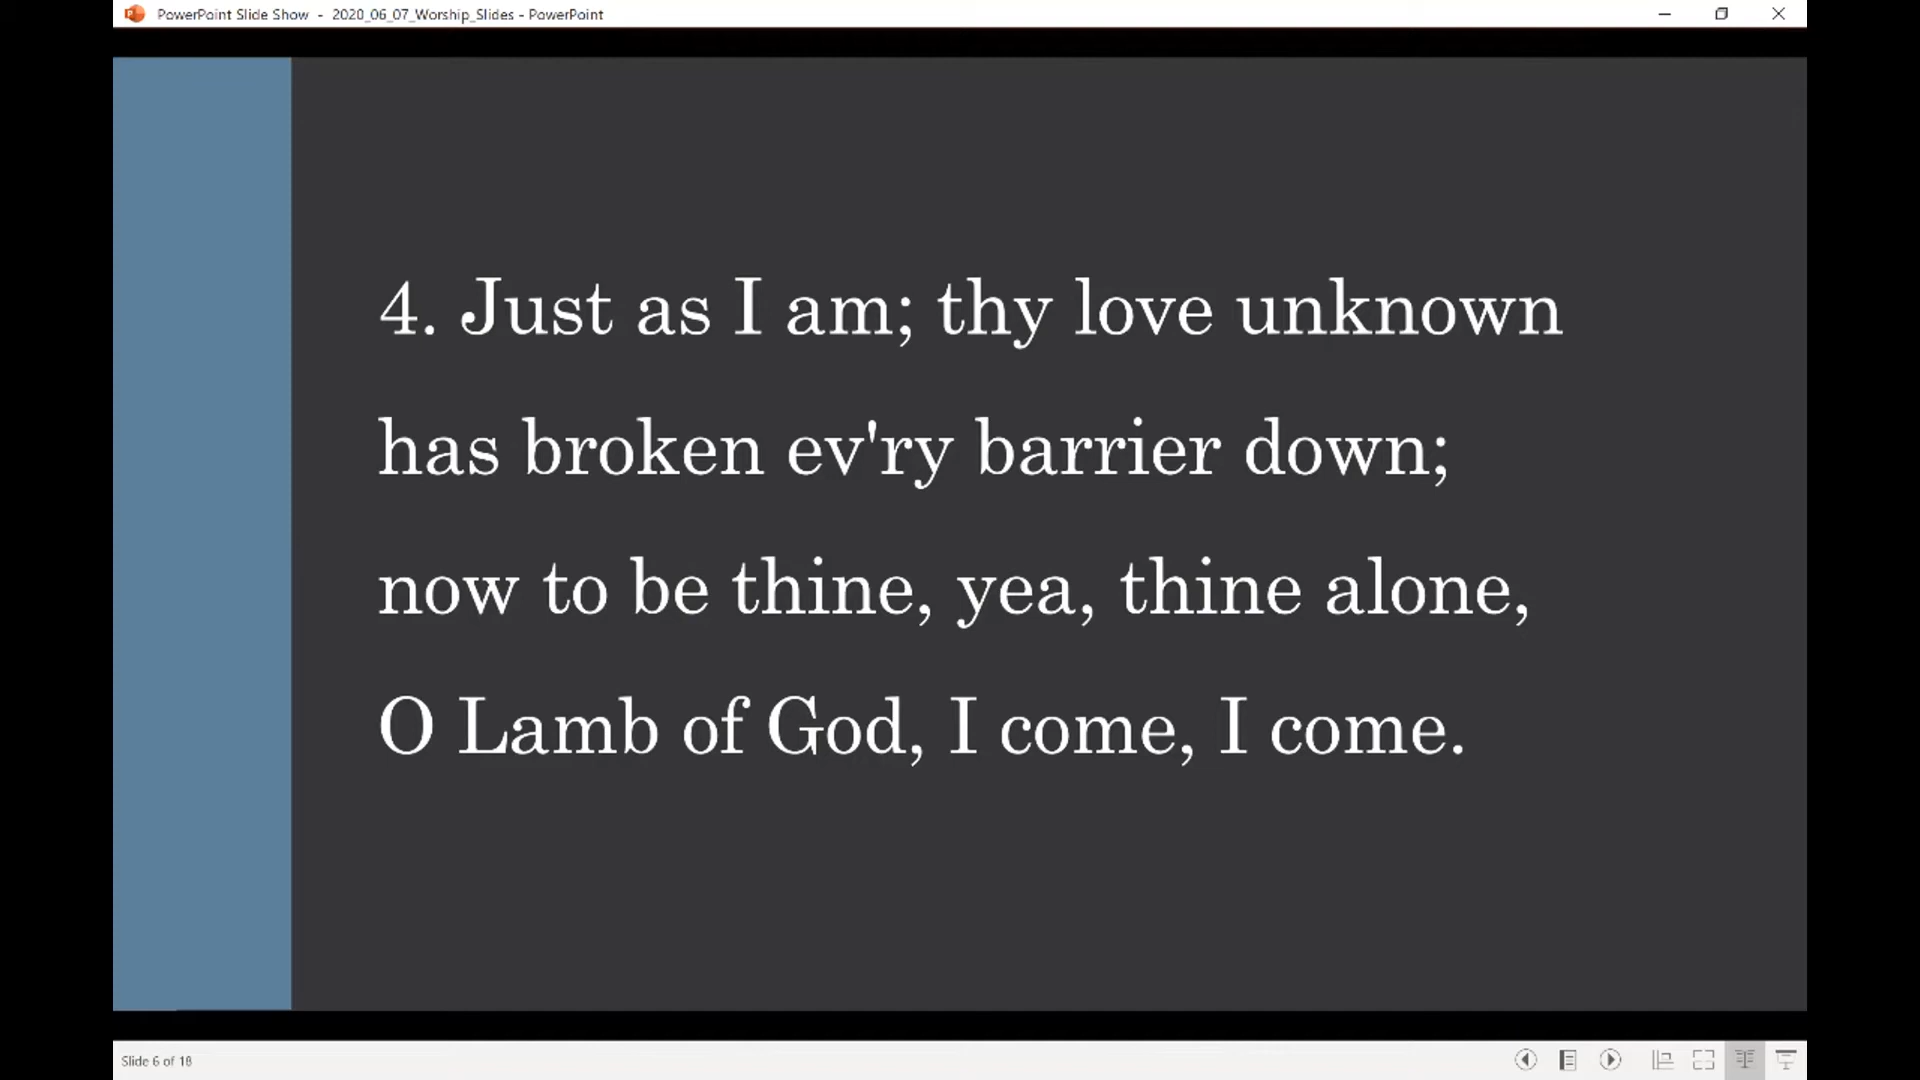 PowerPoint Slide Show - 2020_06_07_Worship_Slides - PowerPoint
4. Just as I am; thy love unknown
has broken ev'ry barrier down;
now to be thine, yea, thine alone,
O Lamb of God, I come, I come.
Slide 6 of 18